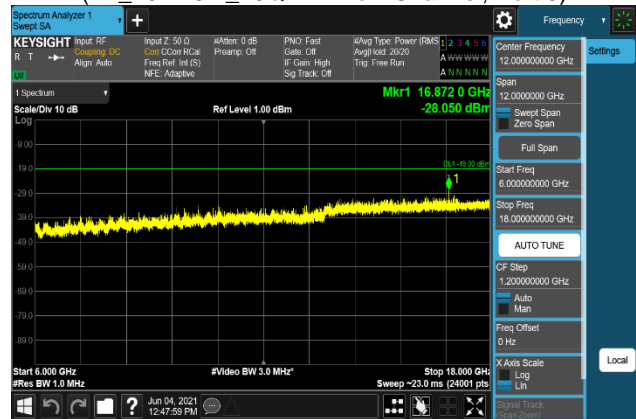 Spectrum Analyzer 1
Swept SA
Frequency
KEYSIGHT
R T
LW
Input: RF
Coupling: DC
Align: Auto
Input Z: 50 Ω
Corr CCorr RCal
Freq Ref: Int (S)
NFE: Adaptive
#Atten: 0 dB
Preamp: Off
PNO: Fast
Gate: Off
IF Gain: High
Sig Track: Off
#Avg Type: Power (RMS
Avg|Hold: 20/20
Trig: Free Run
1 2 3 4 5 6
A W W W W W
A N N N N N
1 Spectrum
Mkr1 16.872 0 GHz
-28.050 dBm
Scale/Div 10 dB
Ref Level 1.00 dBm
Log
-9.00
-19.0
-29.0
-39.0
-49.0
-59.0
-69.0
-79.0
-89.0
DL1 -19.00 dBm
1
Start 6.000 GHz
#Video BW 3.0 MHz*
Stop 18.000 GHz
#Res BW 1.0 MHz
Sweep ~23.0 ms (24001 pts
Center Frequency
12.000000000 GHz
Settings
Span
12.0000000 GHz
Swept Span
Zero Span
Full Span
Start Freq
6.000000000 GHz
Stop Freq
18.000000000 GHz
AUTO TUNE
CF Step
1.200000000 GHz
Auto
Man
Freq Offset
0 Hz
X Axis Scale
Log
Lin
Local
Signal Track
(Span Zoom)
Jun 04, 2021
12:47:59 PM